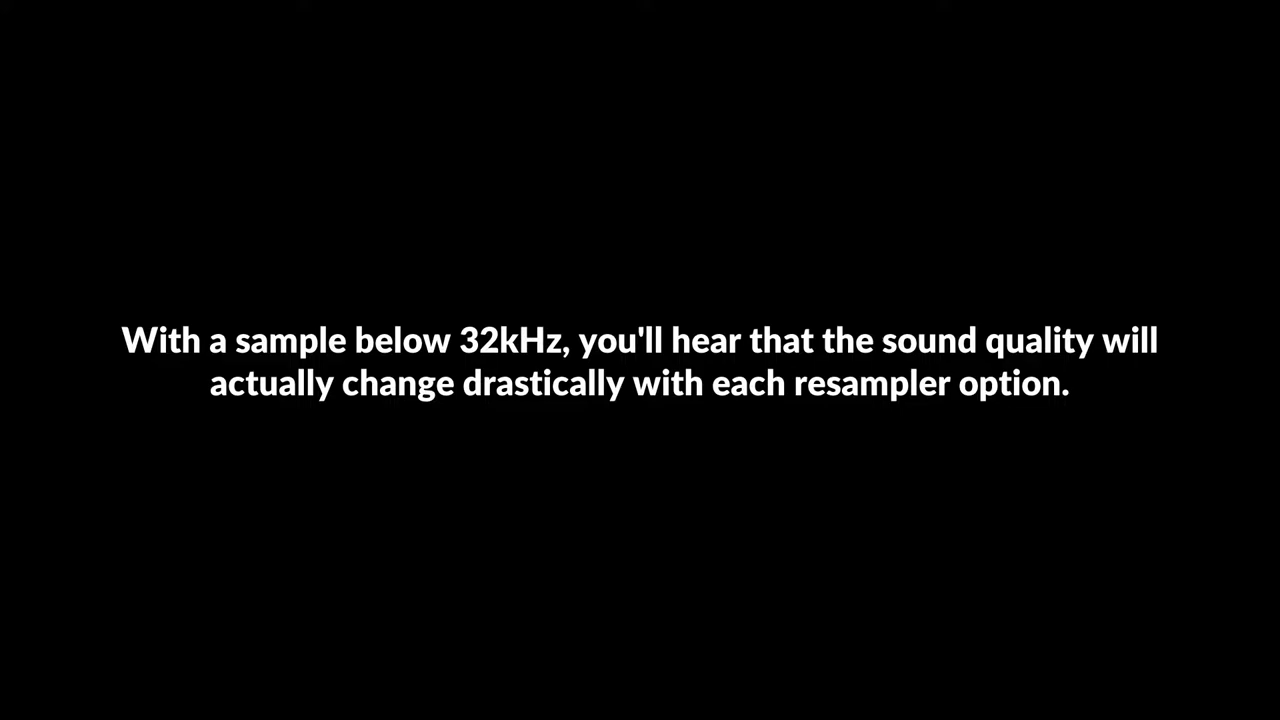 With a sample below 32kHz, you'll hear that the sound quality will
actually change drastically with each resampler option.